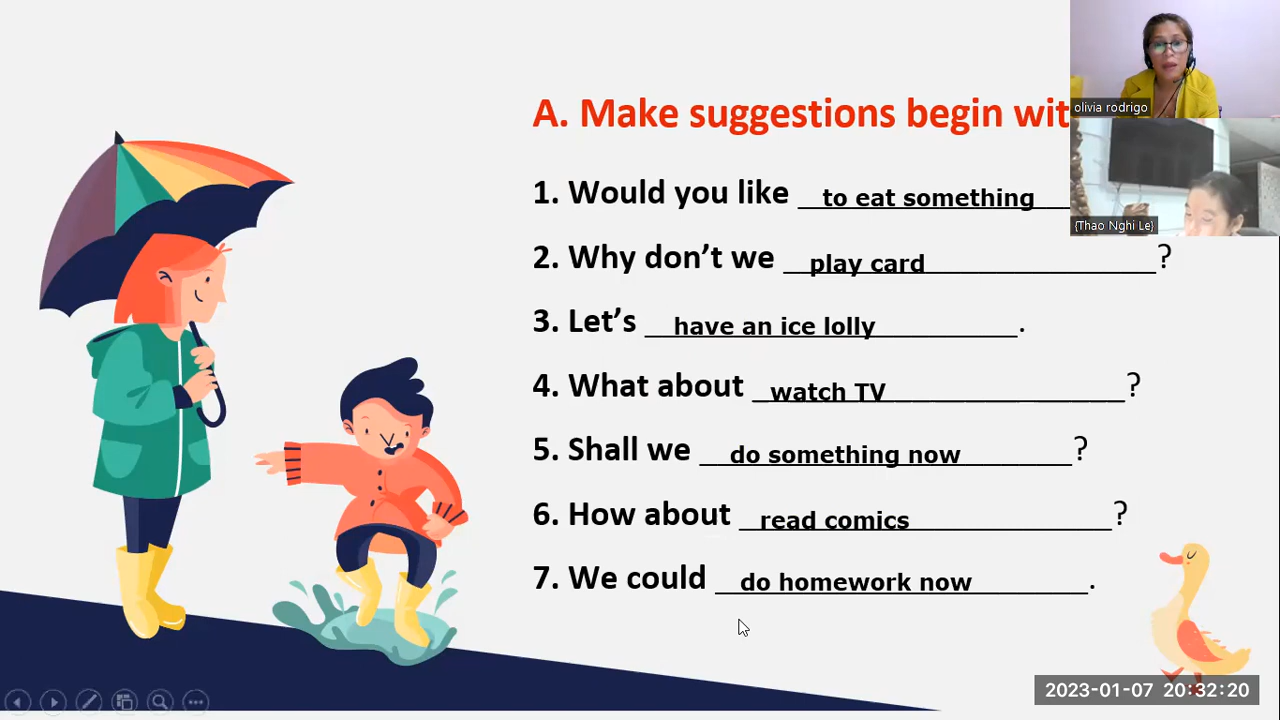 A. Make suggestions begin wit
1. Would you like to eat something
2. Why don't we play card ?
3. Let's have an ice lolly .
4. What about watch TV ?
5. Shall we do something now ?
6. How about read comics ?
7. We could do homework now .
olivia rodrigo
{Thao Nghi Le}
2023-01-07 20:32:20